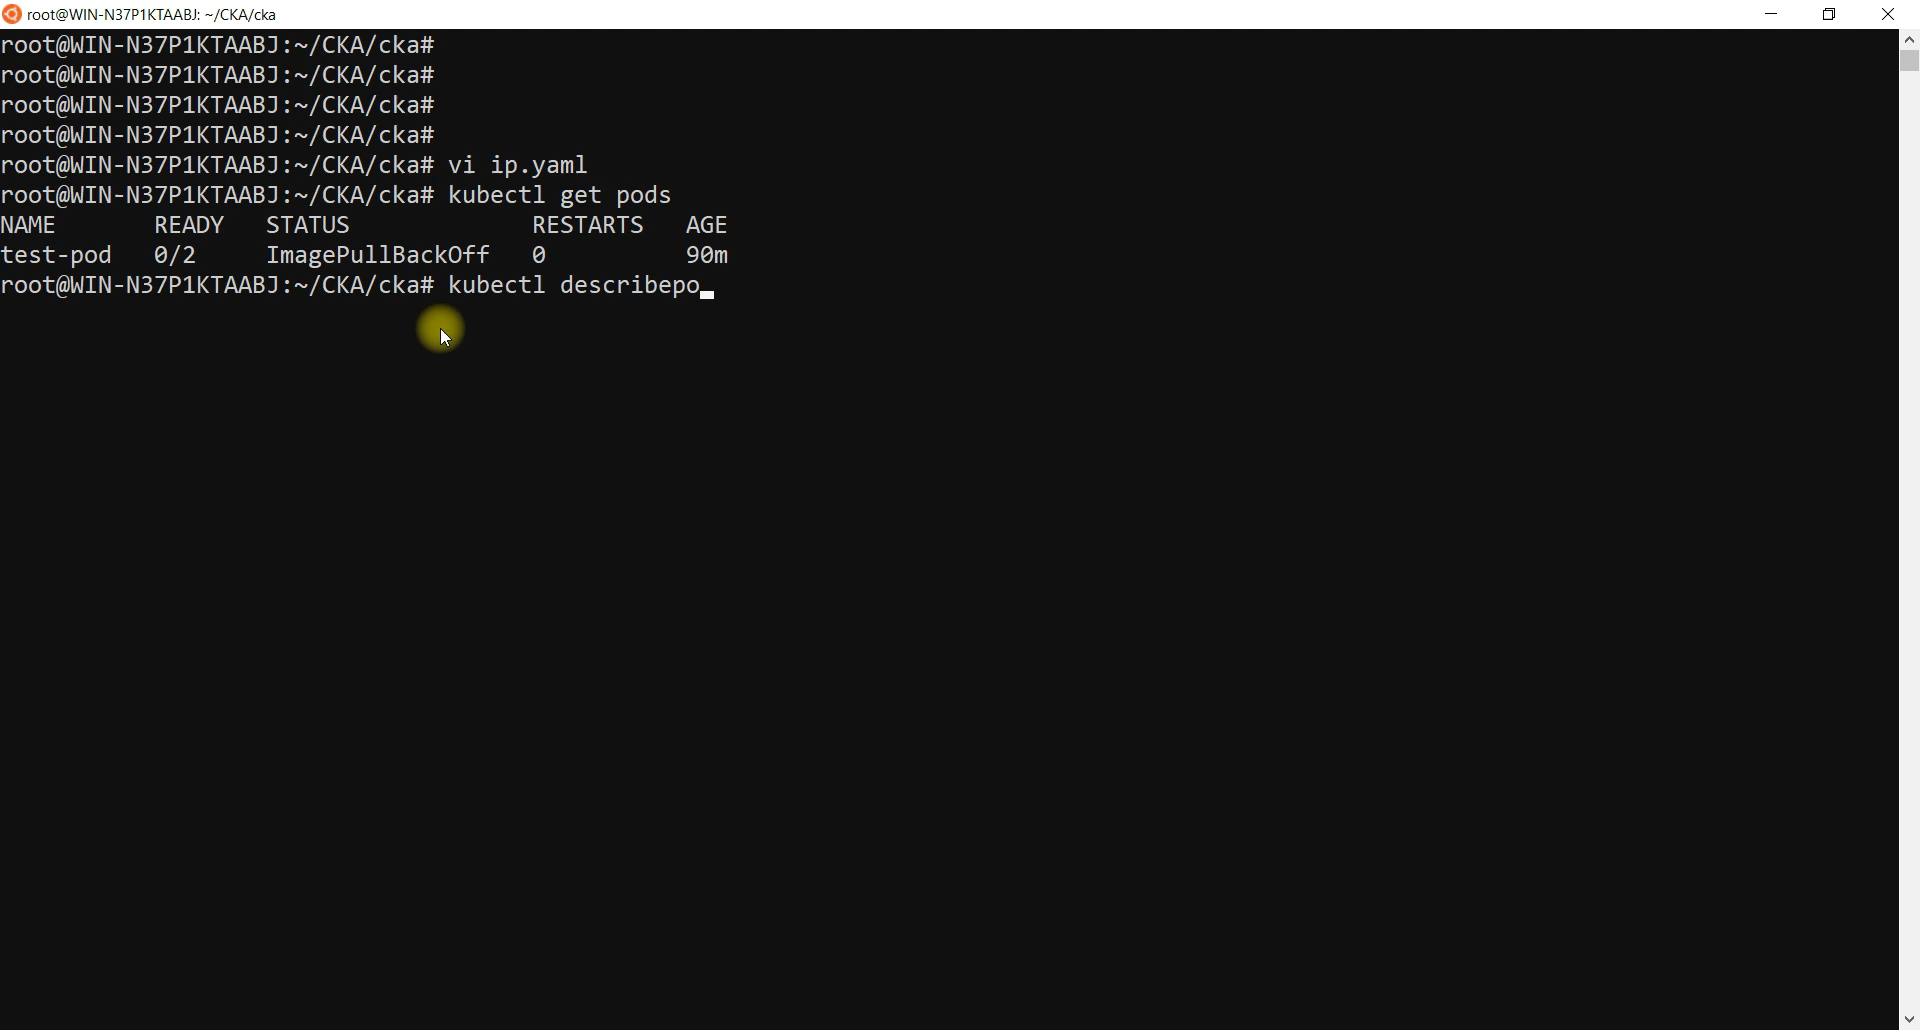 root@WIN-N37P1KTAABJ: ~/CKA/cka
root@WIN-N37P1KTAABJ:~/CKA/cka#
root@WIN-N37P1KTAABJ:~/CKA/cka#
root@WIN-N37P1KTAABJ:~/CKA/cka#
root@WIN-N37P1KTAABJ:~/CKA/cka#
root@WIN-N37P1KTAABJ:~/CKA/cka# vi ip.yaml
root@WIN-N37P1KTAABJ:~/CKA/cka# kubectl get pods
NAME       READY   STATUS             RESTARTS   AGE
test-pod   0/2     ImagePullBackOff   0          90m
root@WIN-N37P1KTAABJ:~/CKA/cka# kubectl describepo